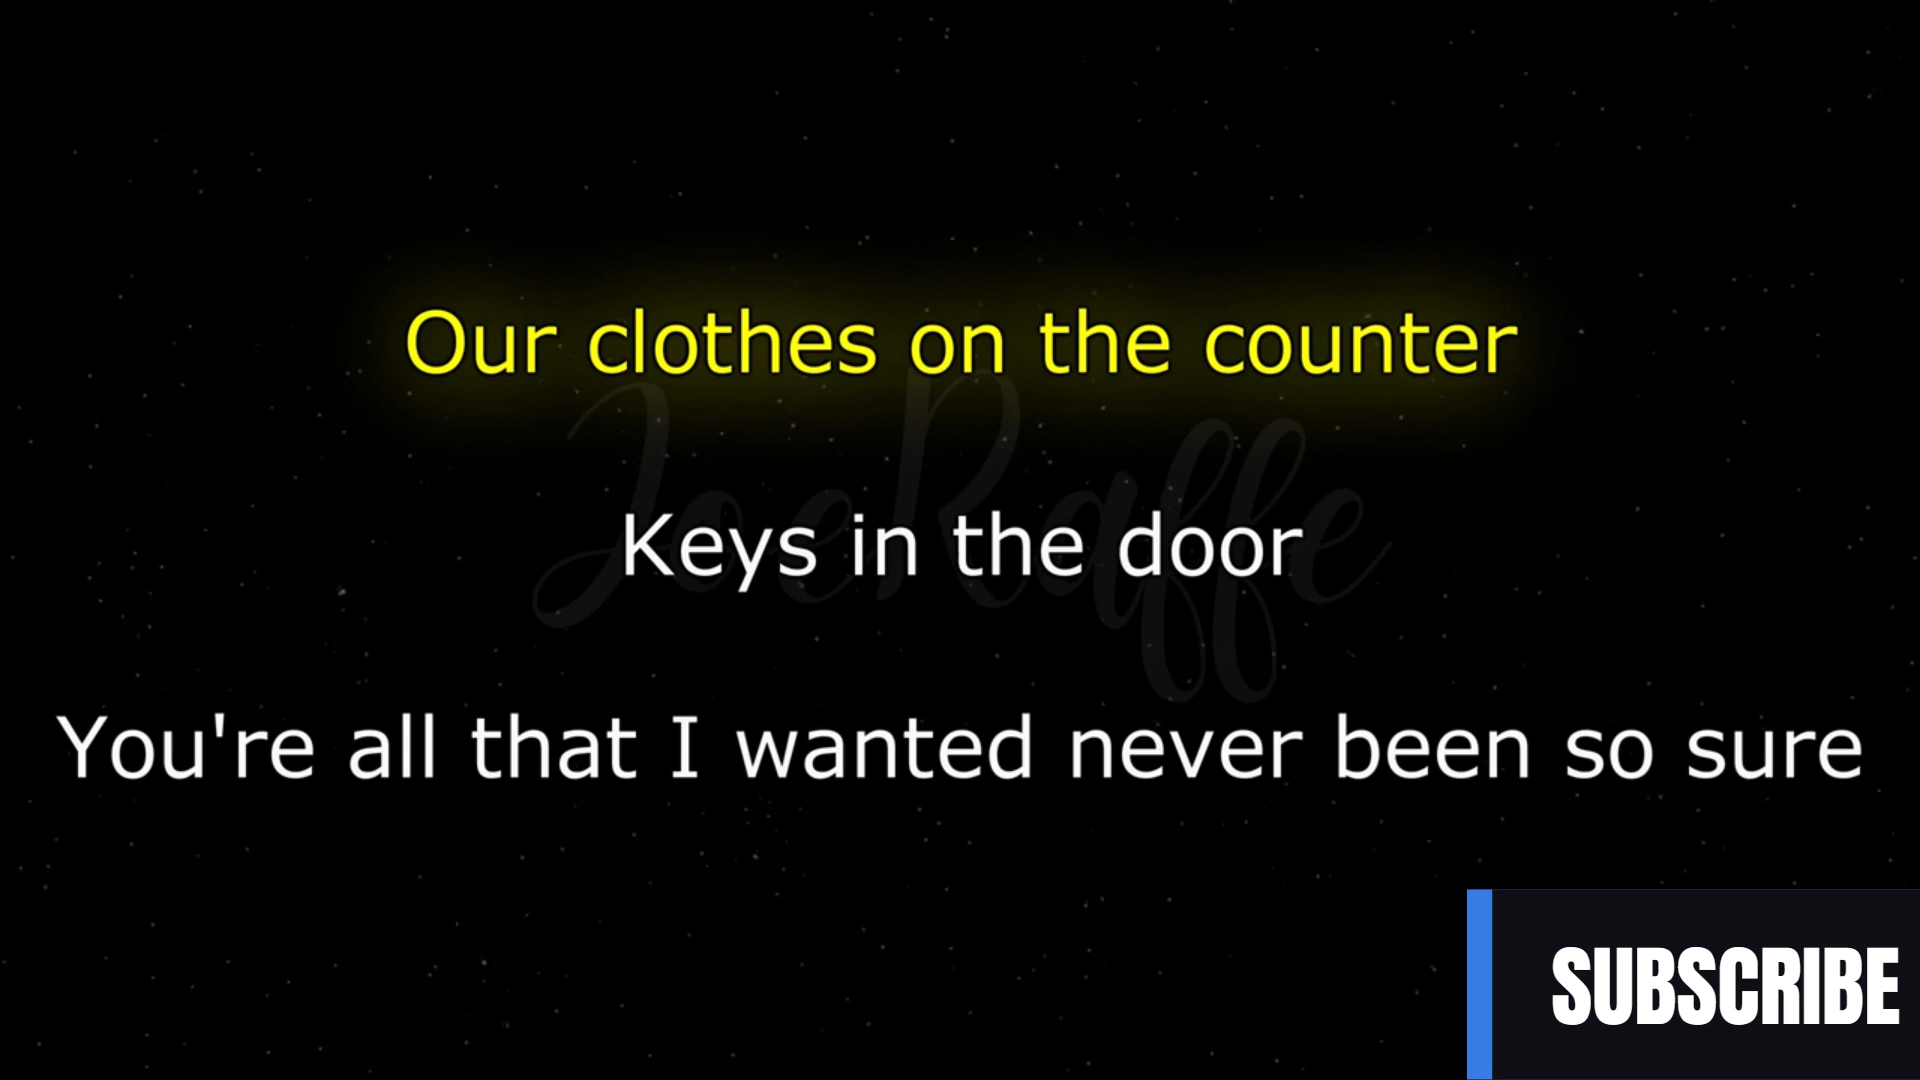 Our clothes on the counter
JoeRaffe
Keys in the door
You're all that I wanted never been so sure
SUBSCRIBE